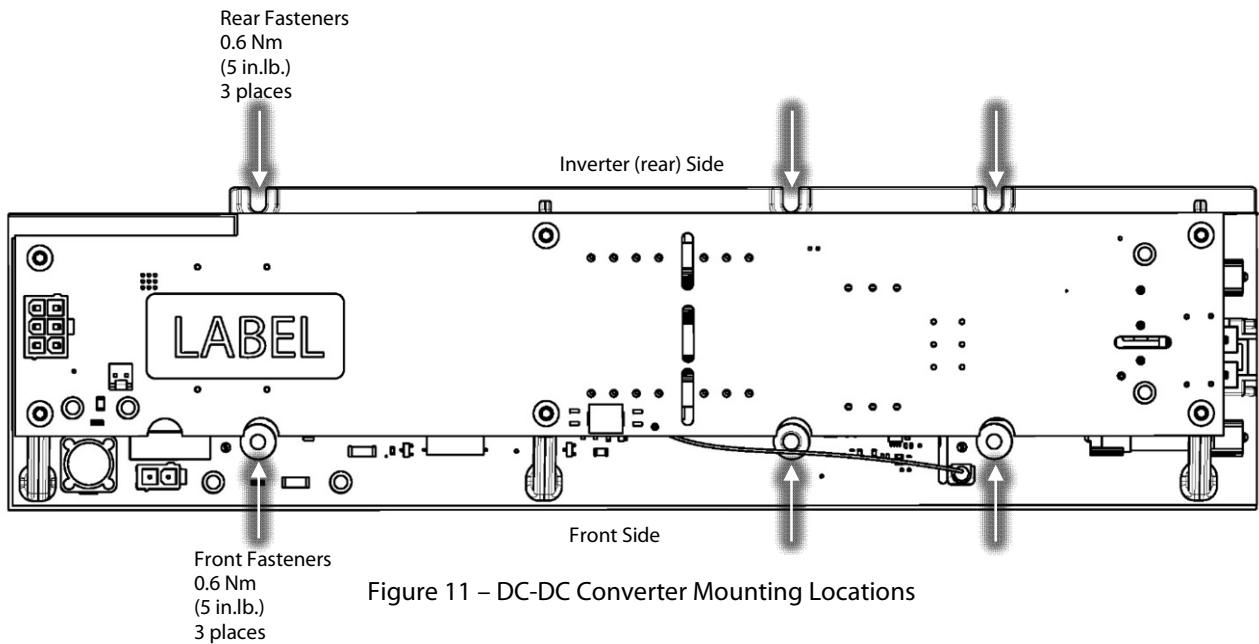 Rear Fasteners
0.6 Nm
(5 in.lb.)
3 places
Inverter (rear) Side
LABEL
Front Side
Front Fasteners
0.6 Nm
(5 in.lb.)
3 places
Figure 11 – DC-DC Converter Mounting Locations